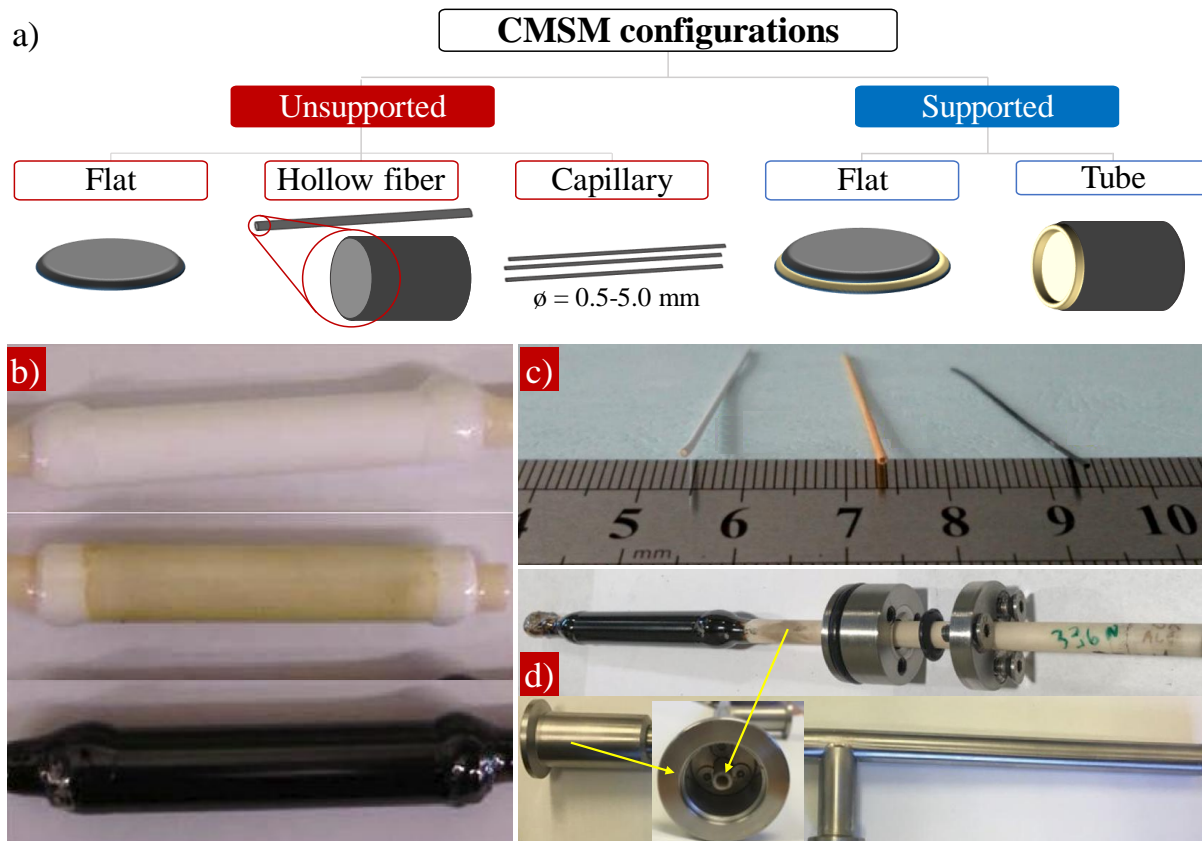 a)
CMSM configurations
Unsupported
Supported
Flat
Hollow fiber
Capillary
Flat
Tube
ø = 0.5-5.0 mm
b)
c)
4 5 6 7 8 9 10
mm
d)
336 N